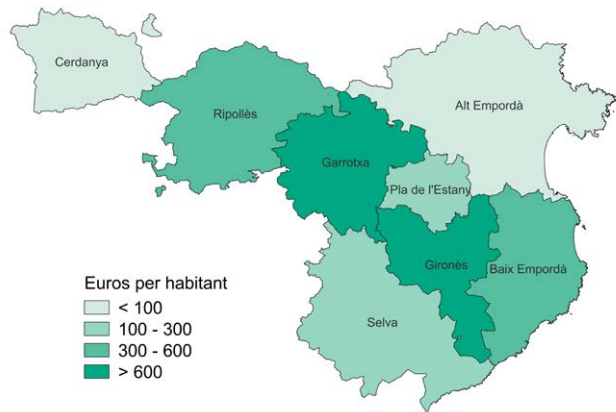 Cerdanya
Alt Empordà
Ripollès
Garrotxa
Pla de l'Estany
Gironès
Baix Empordà
Selva
Euros per habitant
< 100
100 - 300
300 - 600
> 600